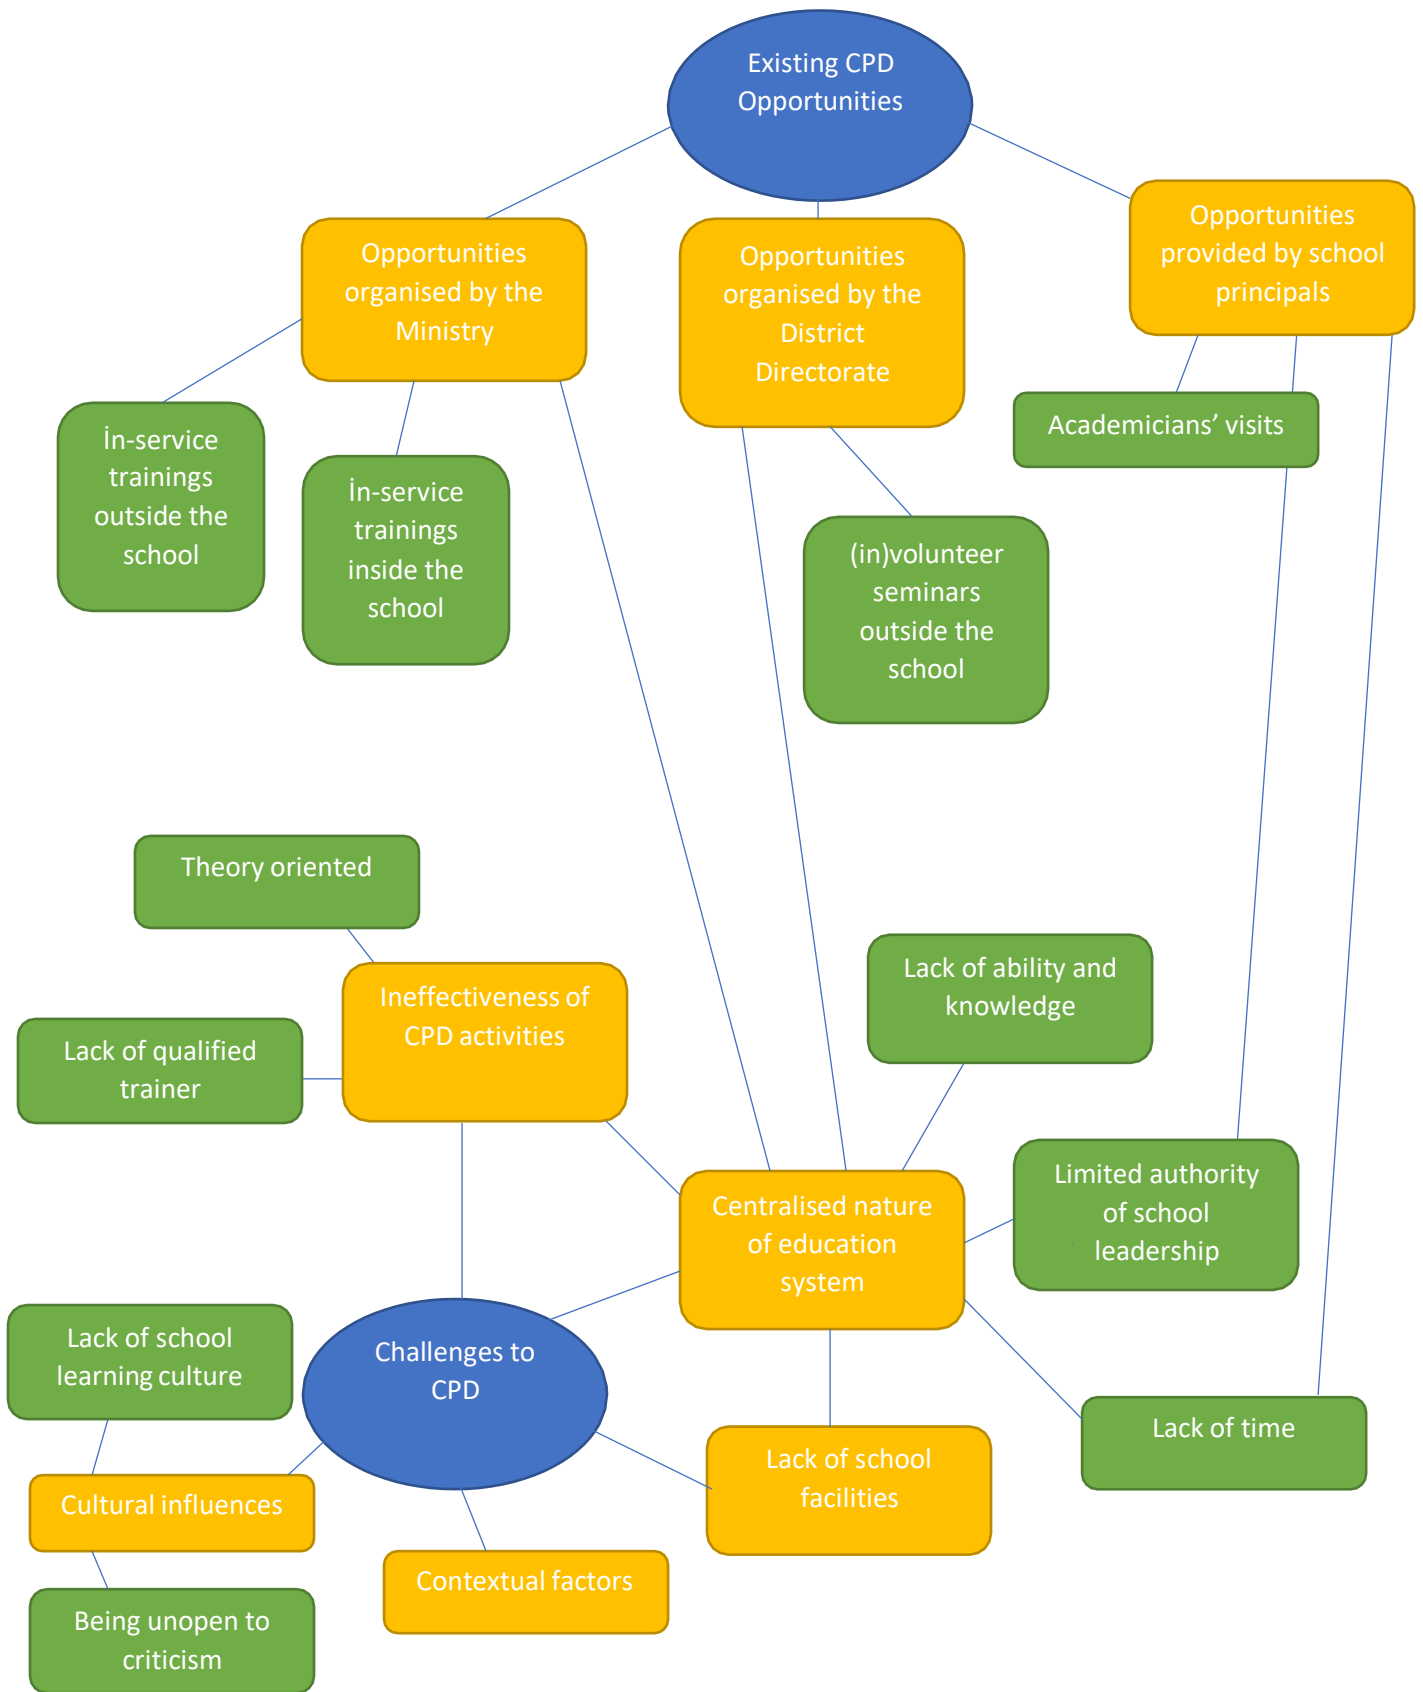 Existing CPD
Opportunities
Opportunities
organised by the
Ministry
Opportunities
organised by the
District
Directorate
Opportunities
provided by school
principals
Academicians’ visits
İn-service
trainings
outside the
school
İn-service
trainings
inside the
school
(in)volunteer
seminars
outside the
school
Theory oriented
Ineffectiveness of
CPD activities
Lack of qualified
trainer
Lack of ability and
knowledge
Centralised nature
of education
system
Limited authority
of school
leadership
Lack of school
learning culture
Challenges to
CPD
Lack of time
Lack of school
facilities
Cultural influences
Contextual factors
Being unopen to
criticism